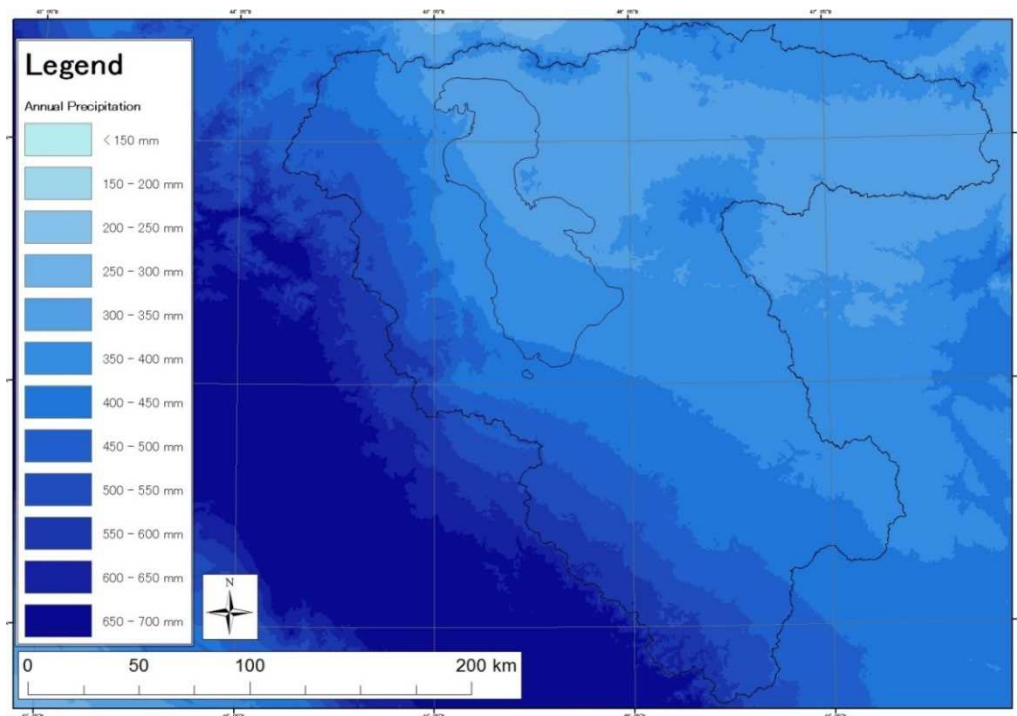 Legend
Annual Precipitation
< 150 mm
150 - 200 mm
200 - 250 mm
250 - 300 mm
300 - 350 mm
350 - 400 mm
400 - 450 mm
450 - 500 mm
500 - 550 mm
550 - 600 mm
600 - 650 mm
650 - 700 mm
N
0 50 100 200 km